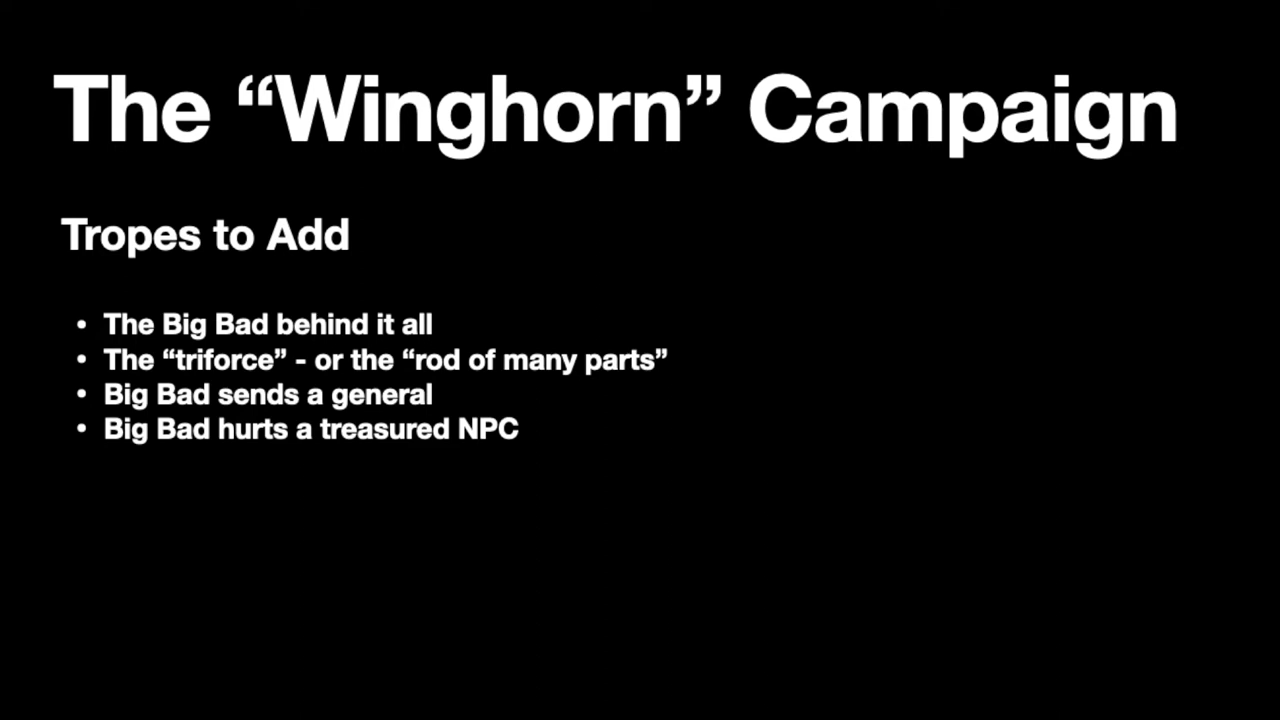 The “Winghorn” Campaign
Tropes to Add
• The Big Bad behind it all
• The “triforce” - or the “rod of many parts”
• Big Bad sends a general
• Big Bad hurts a treasured NPC